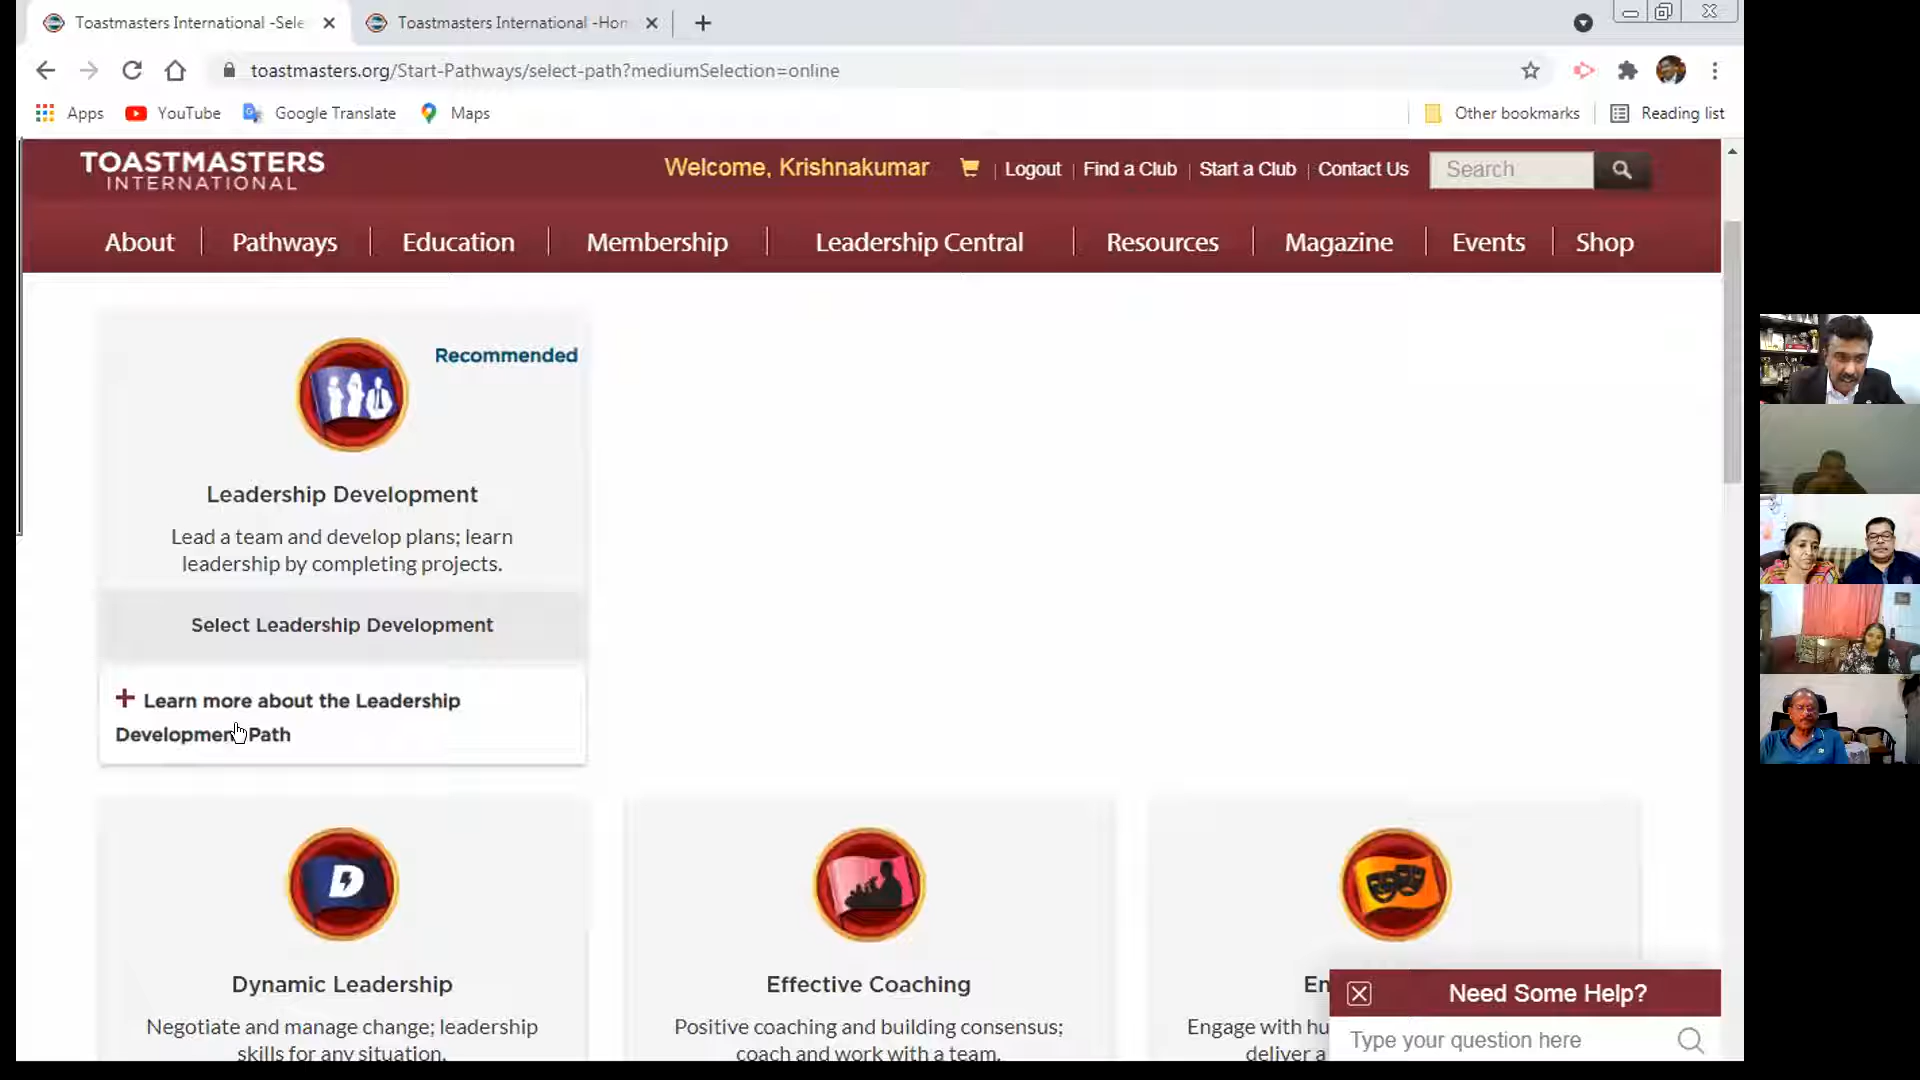 Toastmasters International -Sele
Toastmasters International -Hon
toastmasters.org/Start-Pathways/select-path?mediumSelection=online
Apps YouTube Google Translate Maps Other bookmarks Reading list
TOASTMASTERS
INTERNATIONAL
Welcome, Krishnakumar Logout Find a Club Start a Club Contact Us Search
About Pathways Education Membership Leadership Central Resources Magazine Events Shop
Recommended
Leadership Development
Lead a team and develop plans; learn
leadership by completing projects.
Select Leadership Development
+ Learn more about the Leadership
Development Path
D
Dynamic Leadership
Negotiate and manage change; leadership
skills for any situation.
Effective Coaching
Positive coaching and building consensus;
coach and work with a team.
En
Engage with hu
deliver a
Need Some Help?
Type your question here